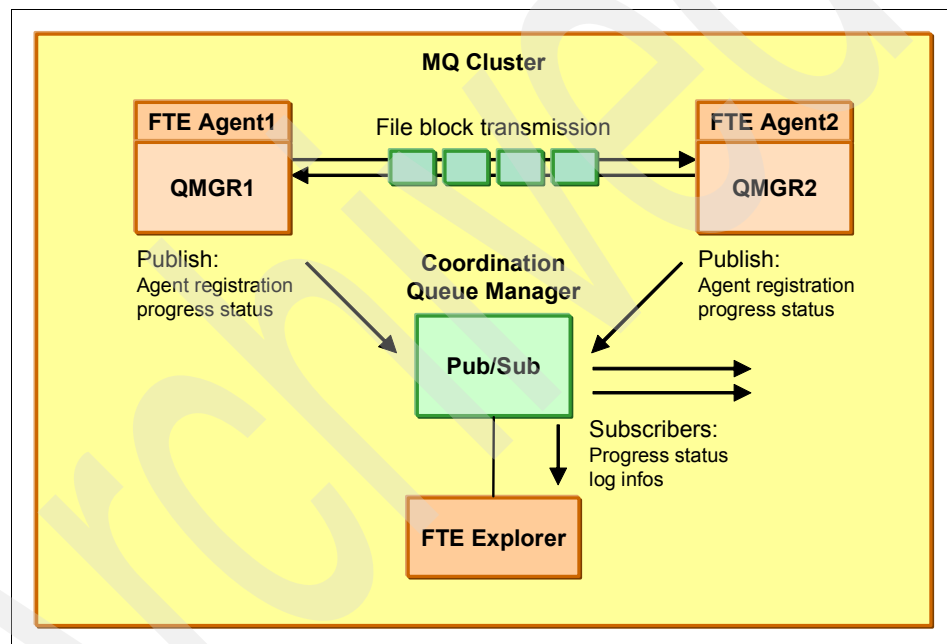 MQ Cluster
FTE Agent1
File block transmission
FTE Agent2
QMGR1
QMGR2
Publish:
Agent registration
progress status
Coordination
Queue Manager
Publish:
Agent registration
progress status
Pub/Sub
Subscribers:
Progress status
log infos
FTE Explorer